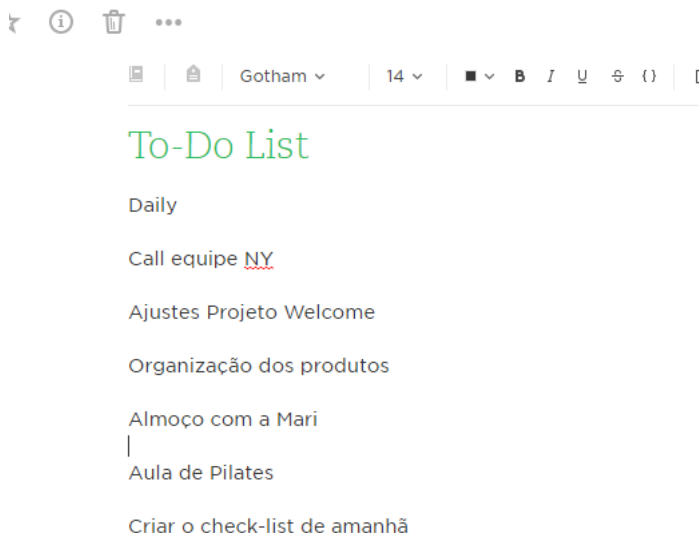 Gotham 14 B I U S {}
To-Do List
Daily
Call equipe NY
Ajustes Projeto Welcome
Organização dos produtos
Almoço com a Mari
Aula de Pilates
Criar o check-list de amanhã